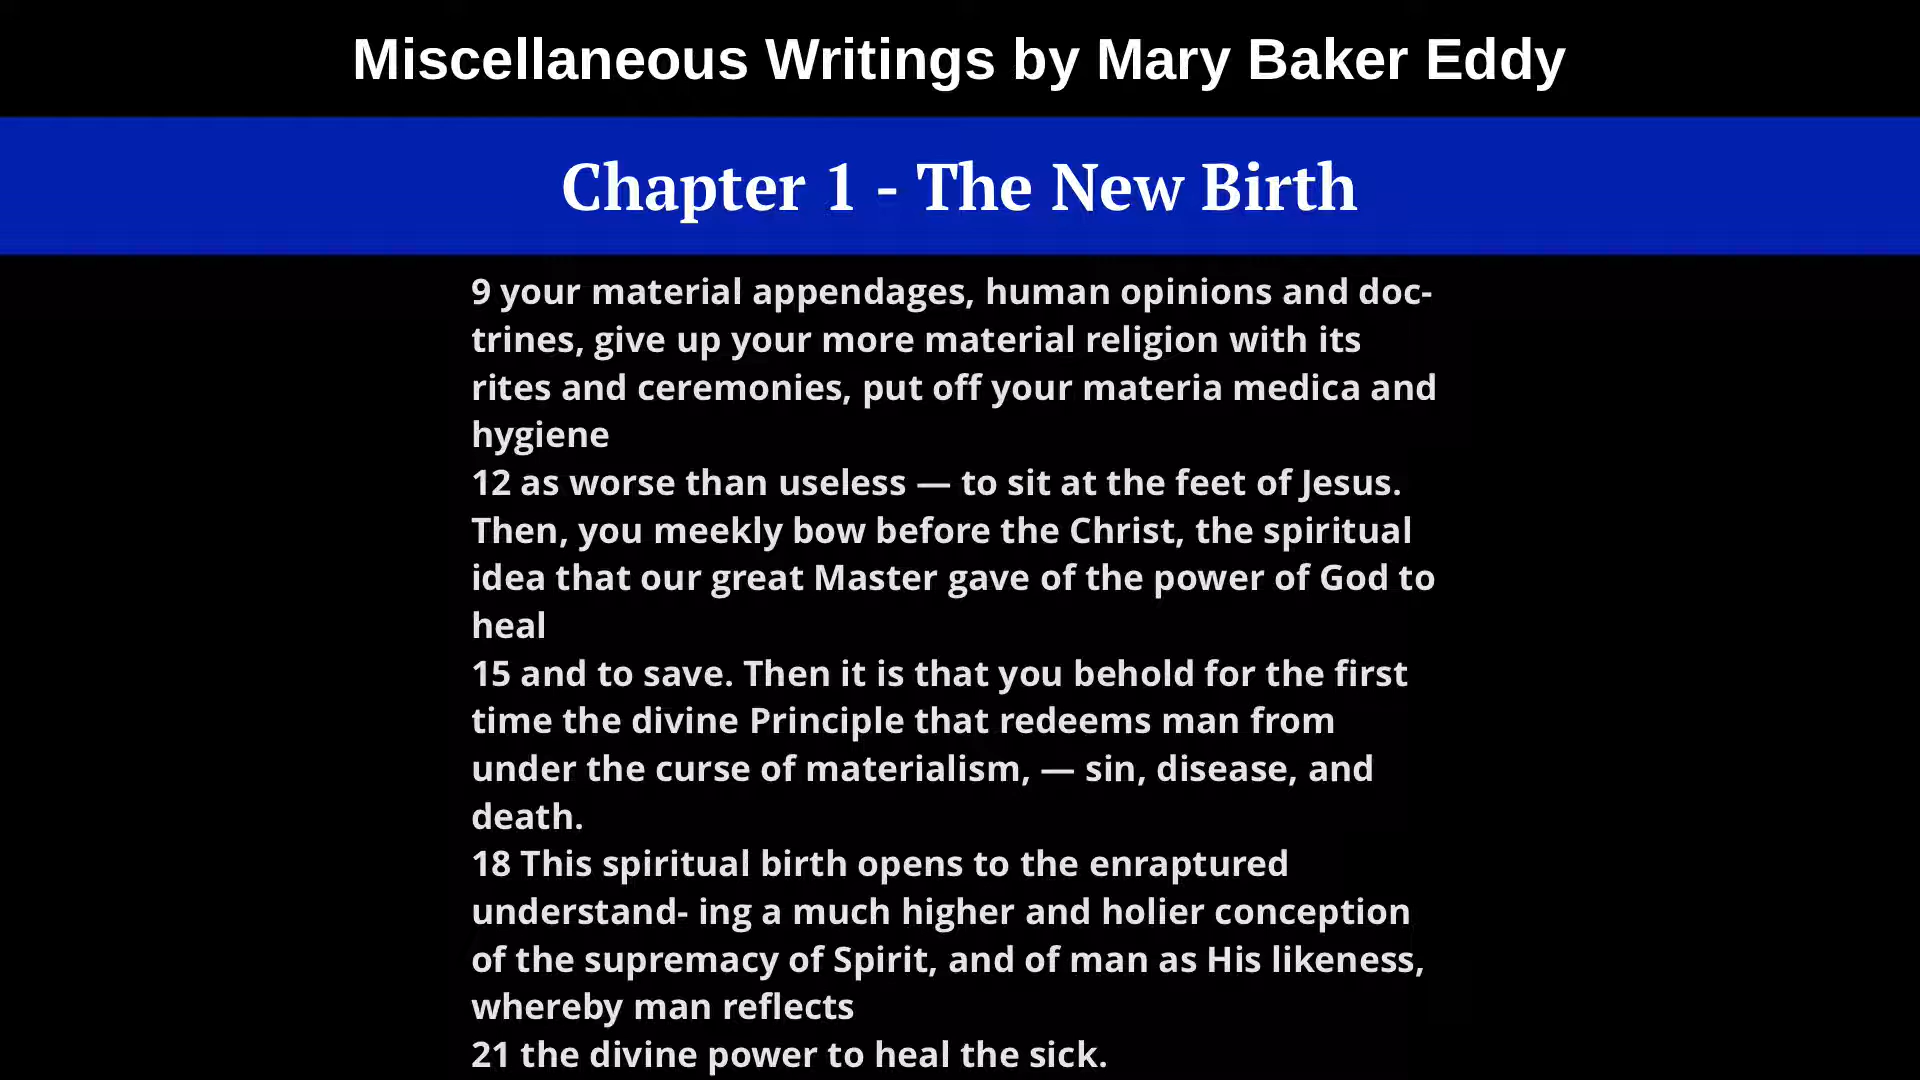 Miscellaneous Writings by Mary Baker Eddy
Chapter 1 - The New Birth
9 your material appendages, human opinions and doc-
trines, give up your more material religion with its
rites and ceremonies, put off your materia medica and
hygiene
12 as worse than useless — to sit at the feet of Jesus.
Then, you meekly bow before the Christ, the spiritual
idea that our great Master gave of the power of God to
heal
15 and to save. Then it is that you behold for the first
time the divine Principle that redeems man from
under the curse of materialism, — sin, disease, and
death.
18 This spiritual birth opens to the enraptured
understand- ing a much higher and holier conception
of the supremacy of Spirit, and of man as His likeness,
whereby man reflects
21 the divine power to heal the sick.